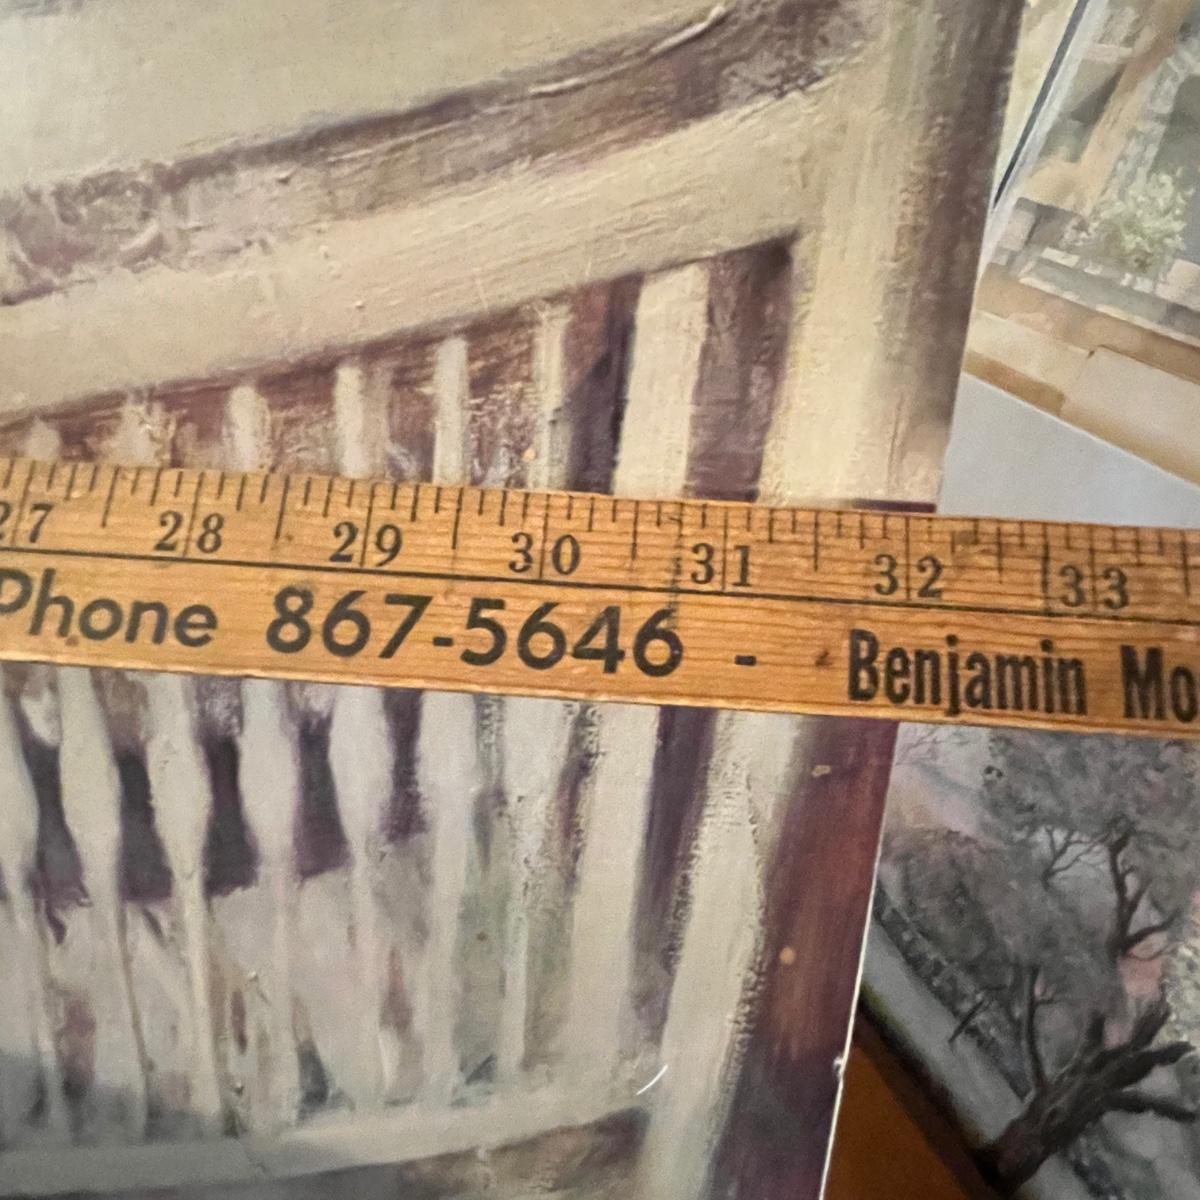 27 28 29 30 31 32 33
Phone 867-5646 - Benjamin Mo